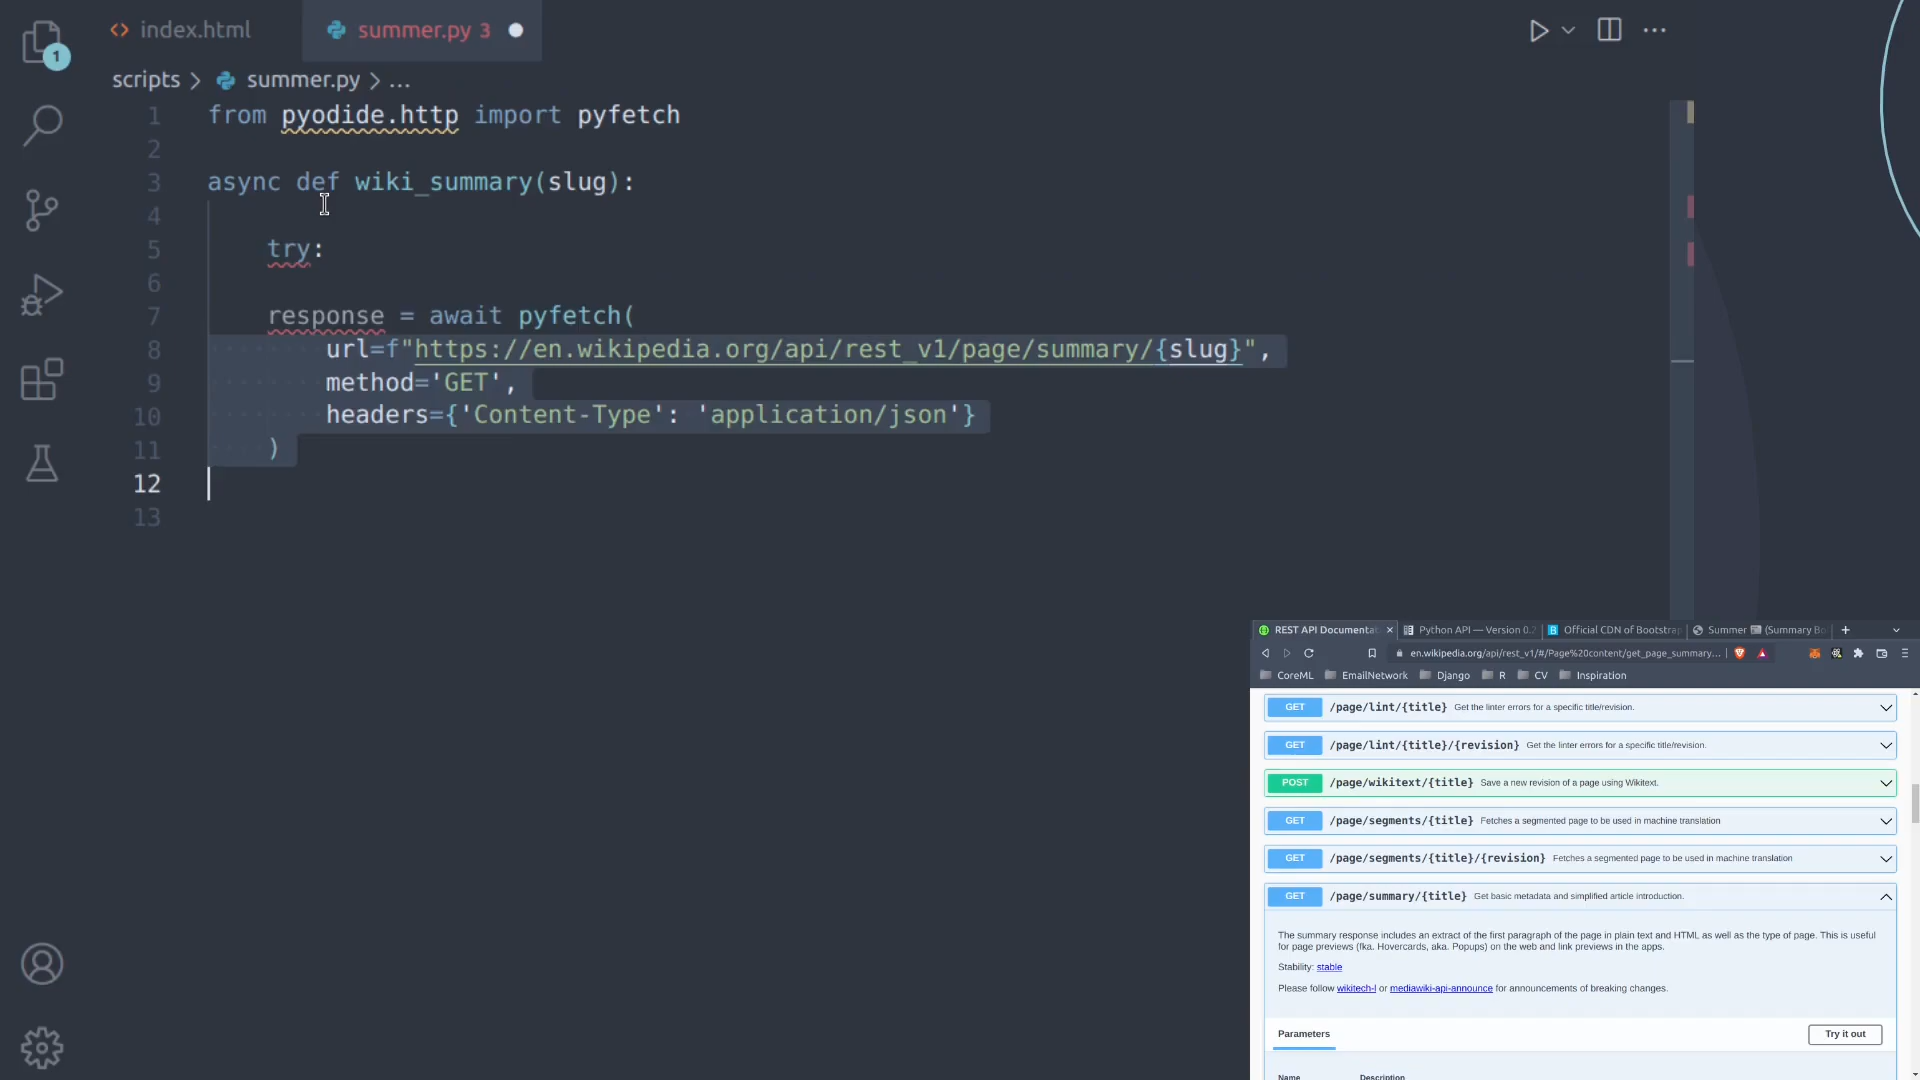 index.html
summer.py 3
1
scripts > summer.py > ...
1 from pyodide.http import pyfetch
2
3 async def wiki_summary(slug):
4
5 try:
6
7 response = await pyfetch(
8 url=f"https://en.wikipedia.org/api/rest_v1/page/summary/{slug}",
9 method='GET',
10 headers={'Content-Type': 'application/json'}
11 )
12
13
REST API Documenta Python API — Version 0. Official CDN of Bootstra Summer (Summary Bo
en.wikipedia.org/api/rest_v1/#/Page%20content/get_page_summary...
CoreML EmailNetwork Django R CV Inspiration
GET /page/lint/{title} Get the linter errors for a specific title/revision.
GET /page/lint/{title}/{revision} Get the linter errors for a specific title/revision.
POST /page/wikitext/{title} Save a new revision of a page using Wikitext.
GET /page/segments/{title} Fetches a segmented page to be used in machine translation
GET /page/segments/{title}/{revision} Fetches a segmented page to be used in machine translation
GET /page/summary/{title} Get basic metadata and simplified article introduction.
The summary response includes an extract of the first paragraph of the page in plain text and HTML as well as the type of page. This is useful
for page previews (fka. Hovercards, aka. Popups) on the web and link previews in the apps.
Stability: stable
Please follow wikitech-l or mediawiki-api-announce for announcements of breaking changes.
Parameters
Try it out
Name Description